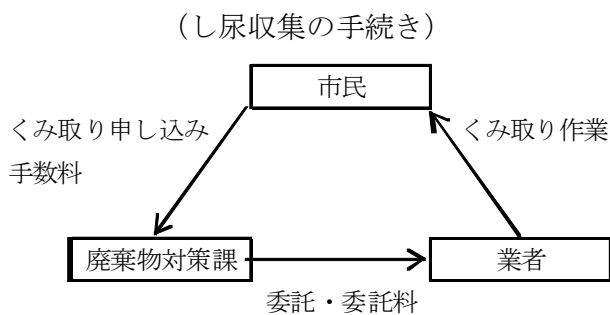 （し尿収集の手続き）
市民
くみ取り申し込み
手数料
くみ取り作業
廃棄物対策課
業者
委託・委託料